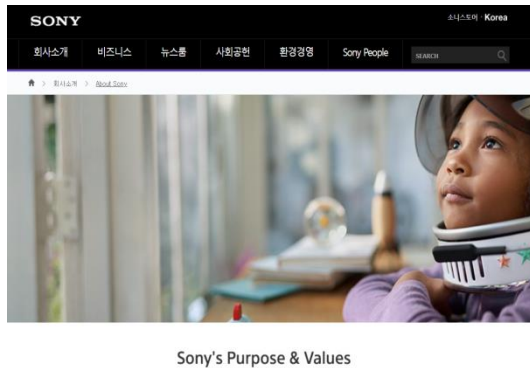 SONY
소니스토어 · Korea
회사소개 비즈니스 뉴스룸 사회공헌 환경경영 Sony People SEARCH
> 회사소개 > About Sony
Sony's Purpose & Values